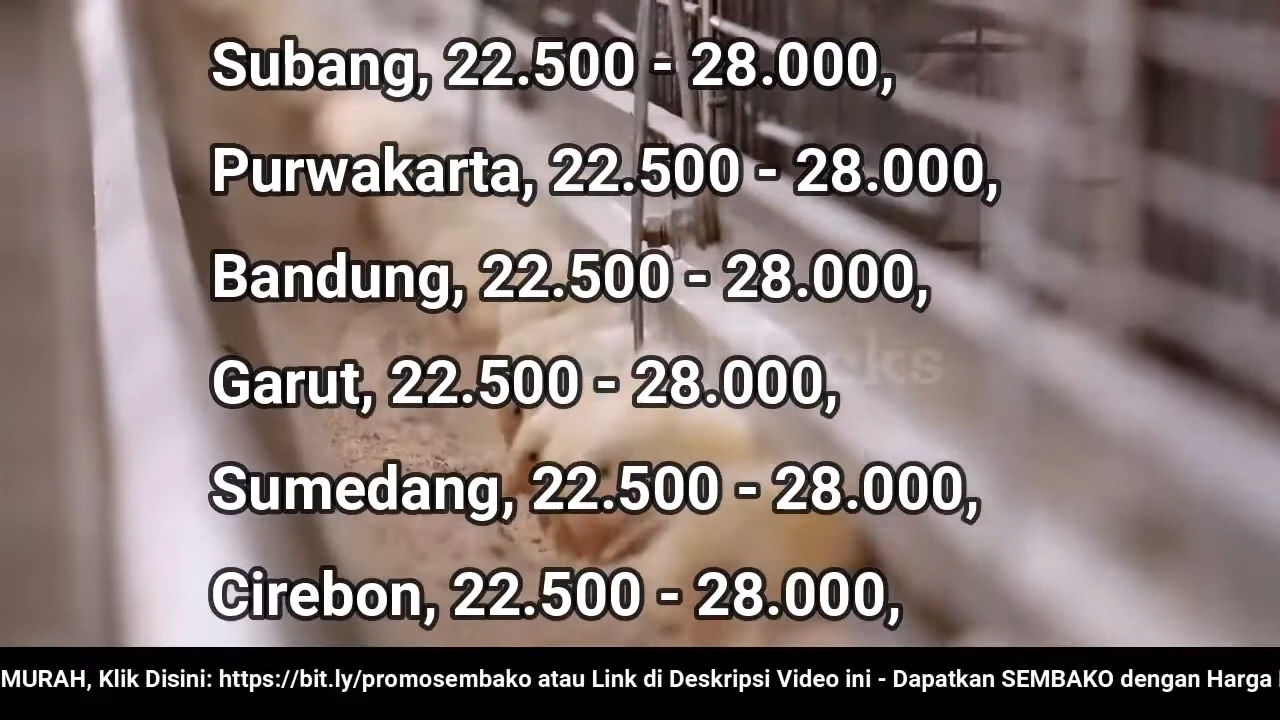 Subang, 22.500 - 28.000,
Purwakarta, 22.500 - 28.000,
Bandung, 22.500 - 28.000,
Garut, 22.500 - 28.000,
Sumedang, 22.500 - 28.000,
Cirebon, 22.500 - 28.000,
MURAH, Klik Disini: https://bit.ly/promosembako atau Link di Deskripsi Video ini - Dapatkan SEMBAKO dengan Harga